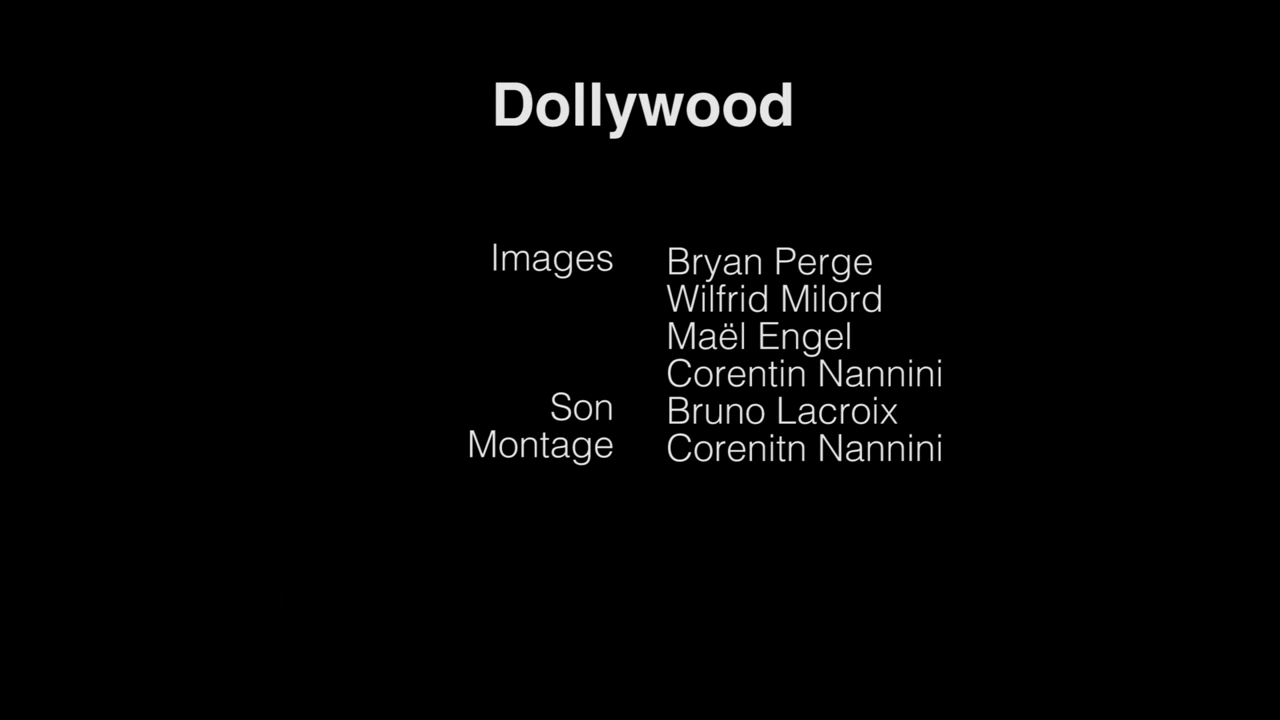 Dollywood
Images Bryan Perge
Wilfrid Milord
Maël Engel
Corentin Nannini
Son Bruno Lacroix
Montage Corenitn Nannini